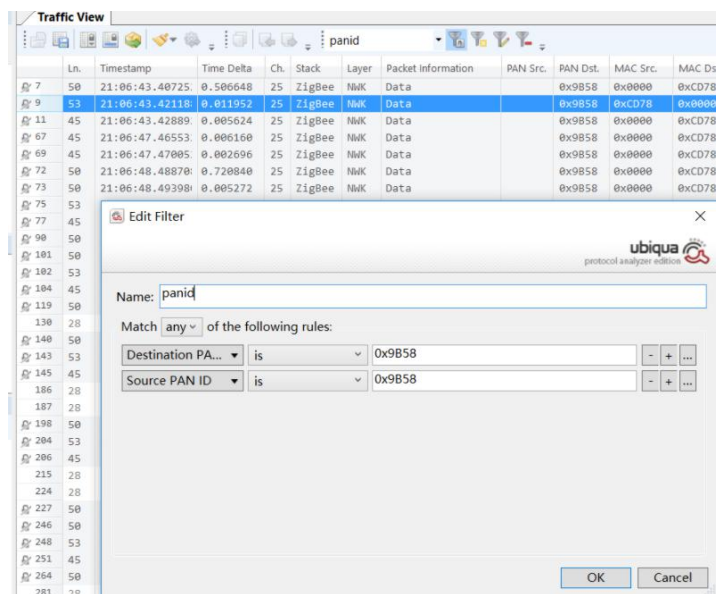 Traffic View
panid
Ln. Timestamp Time Delta Ch. Stack Layer Packet Information PAN Src. PAN Dst. MAC Src. MAC Ds
7 50 21:06:43.40725. 0.506648 25 ZigBee NWK Data 0x9B58 0x0000 0xCD78
9 53 21:06:43.42118 0.011952 25 ZigBee NWK Data 0x9B58 0xCD78 0x0000
11 45 21:06:43.42889. 0.005624 25 ZigBee NWK Data 0x9B58 0x0000 0xCD78
67 45 21:06:47.46553. 0.006160 25 ZigBee NWK Data 0x9B58 0x0000 0xCD78
69 45 21:06:47.47005. 0.002696 25 ZigBee NWK Data 0x9B58 0x0000 0xCD78
72 50 21:06:48.48870 0.720840 25 ZigBee NWK Data 0x9B58 0x0000 0xCD78
73 50 21:06:48.49398 0.005272 25 ZigBee NWK Data 0x9B58 0x0000 0xCD78
75 53
77 45
90 50
101 50
102 53
104 45
119 50
130 28
140 50
143 53
145 45
186 28
187 28
198 50
204 53
206 45
215 28
224 28
227 50
246 50
248 53
251 45
264 50
281 28
Edit Filter
ubiqua
protocol analyzer edition
Name: panid
Match any of the following rules:
Destination PA... is 0x9B58 - + ...
Source PAN ID is 0x9B58 - + ...
OK Cancel